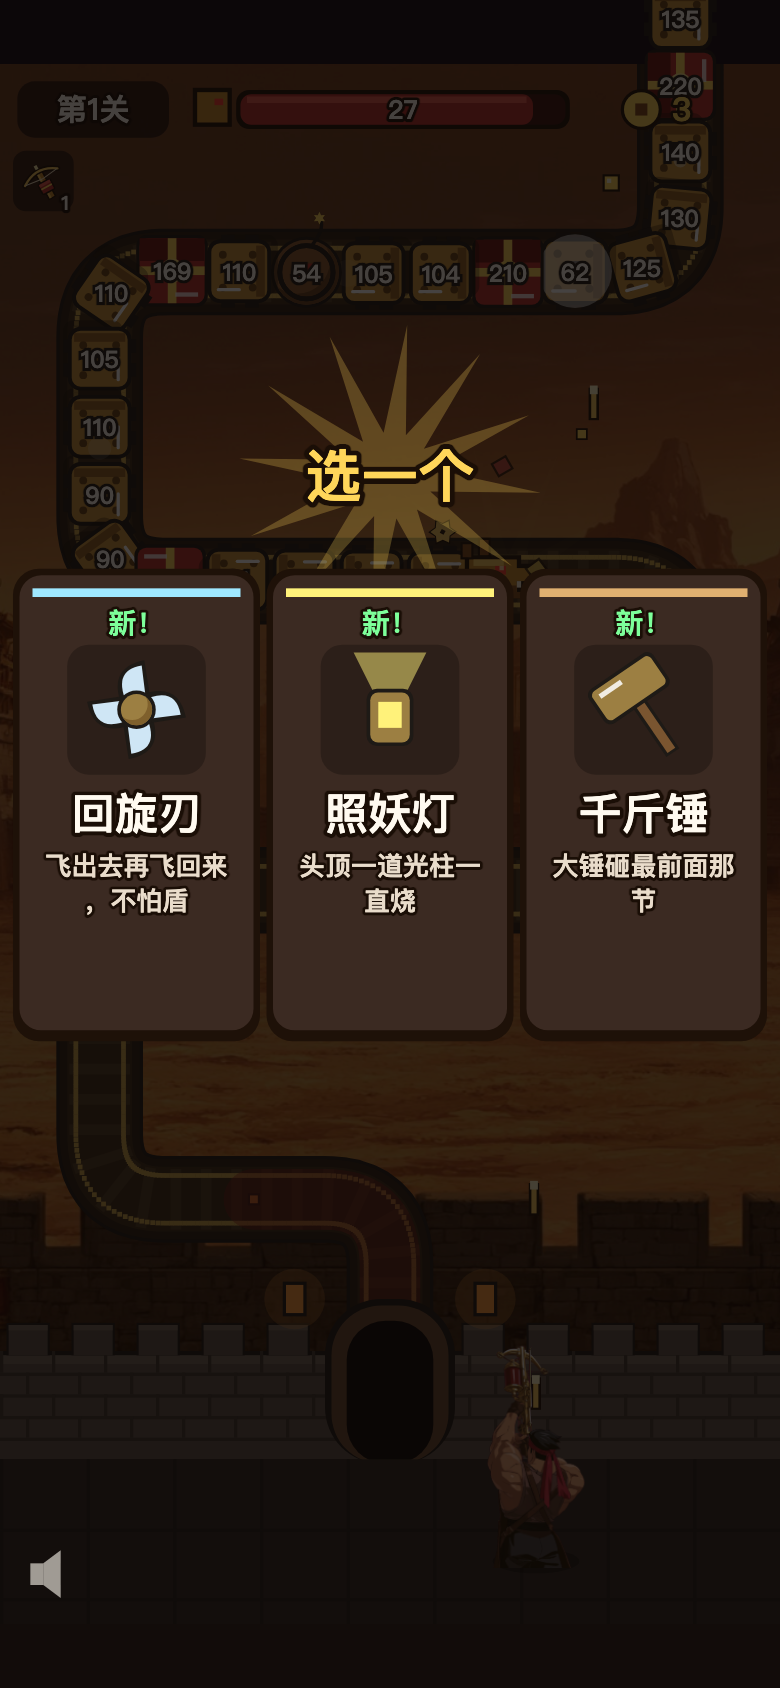 135
220
第1关
27
3
140
1
130
169
110
54
105
104
210
62
125
110
105
110
90
90
选一个
新!
新!
新!
回旋刃
照妖灯
千斤锤
飞出去再飞回来
，不怕盾
头顶一道光柱一
直烧
大锤砸最前面那
节